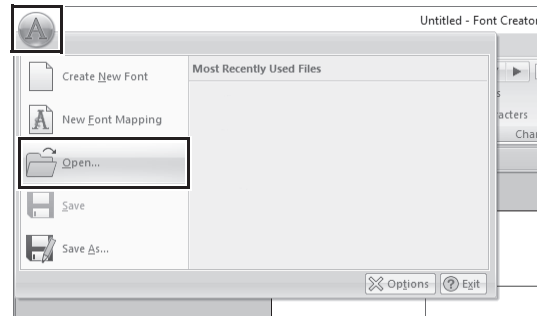 Untitled - Font Creator
A
Create New Font
Most Recently Used Files
New Font Mapping
A
Open...
Save
Save As...
Options
Exit
acters
Cha